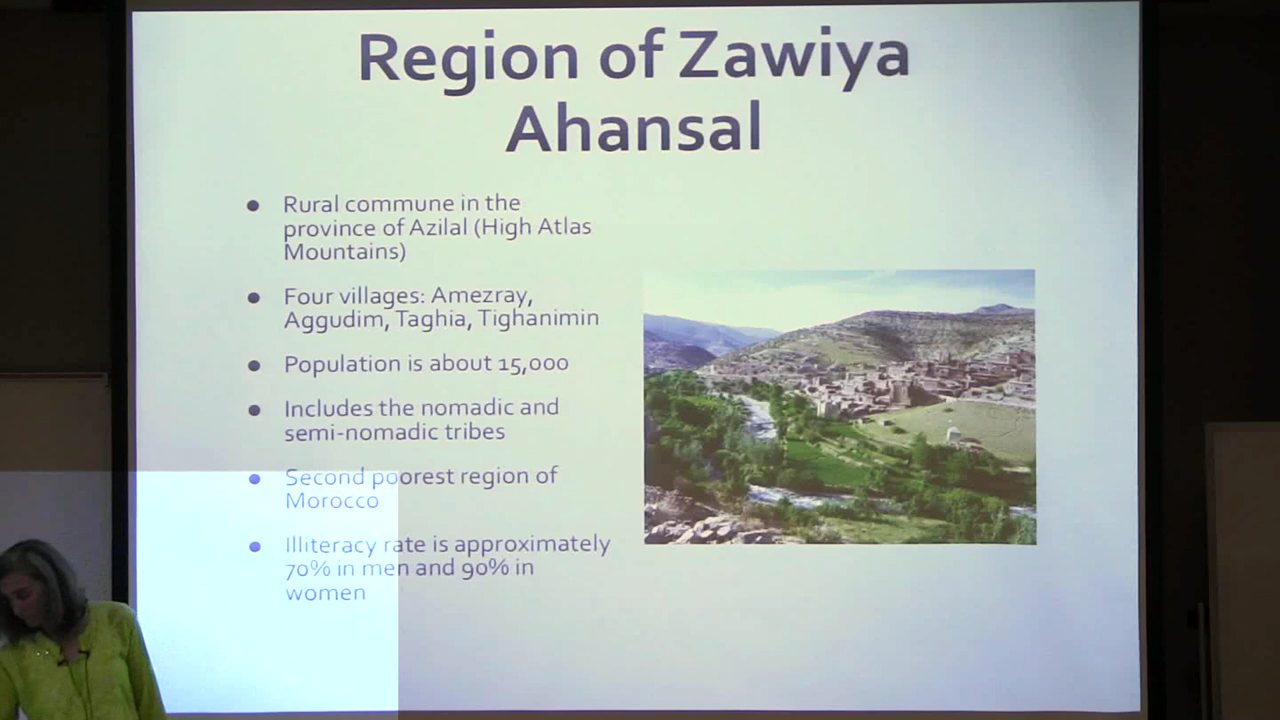 Region of Zawiya
Ahansal
Rural commune in the
province of Azilal (High Atlas
Mountains)
Four villages: Amezray,
Aggudim, Taghia, Tighanimin
Population is about 15,000
Includes the nomadic and
semi-nomadic tribes
Second poorest region of
Morocco
Illiteracy rate is approximately
70% in men and 90% in
women